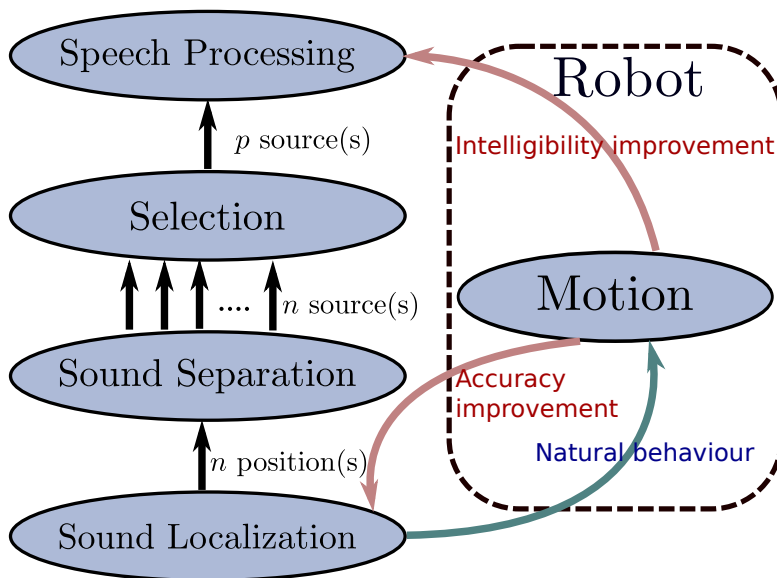 Speech Processing
Robot
p source(s)
Intelligibility improvement
Selection
.... n source(s)
Motion
Sound Separation
Accuracy
improvement
n position(s)
Natural behaviour
Sound Localization